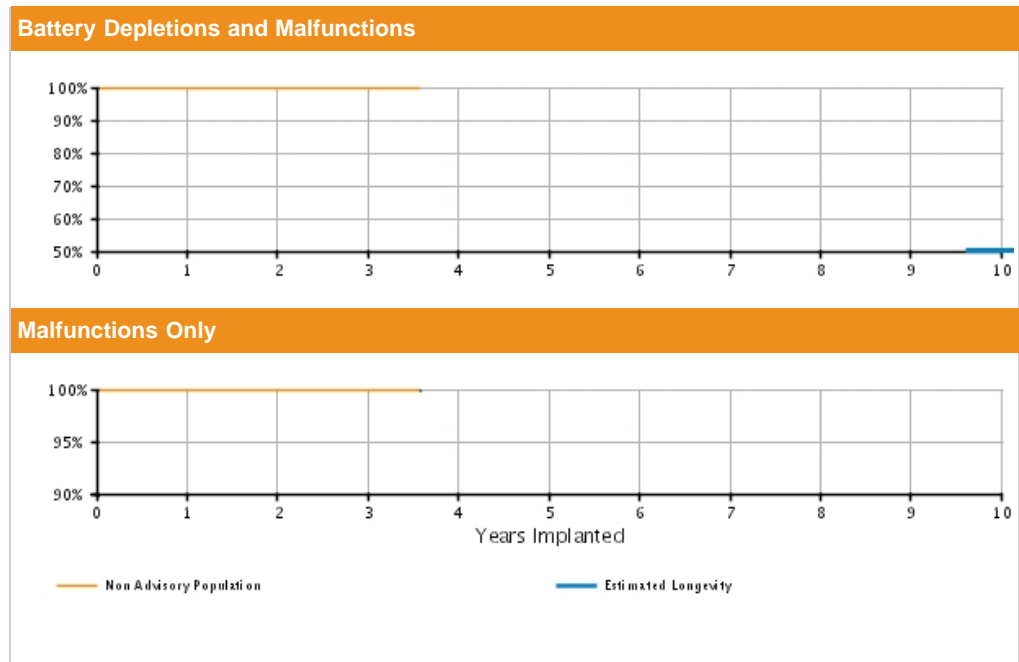 Battery Depletions and Malfunctions
100%
90%
80%
70%
60%
50%
0 1 2 3 4 5 6 7 8 9 10
Malfunctions Only
100%
95%
90%
0 1 2 3 4 5 6 7 8 9 10
Years Implanted
Non Advisory Population Estimated Longevity